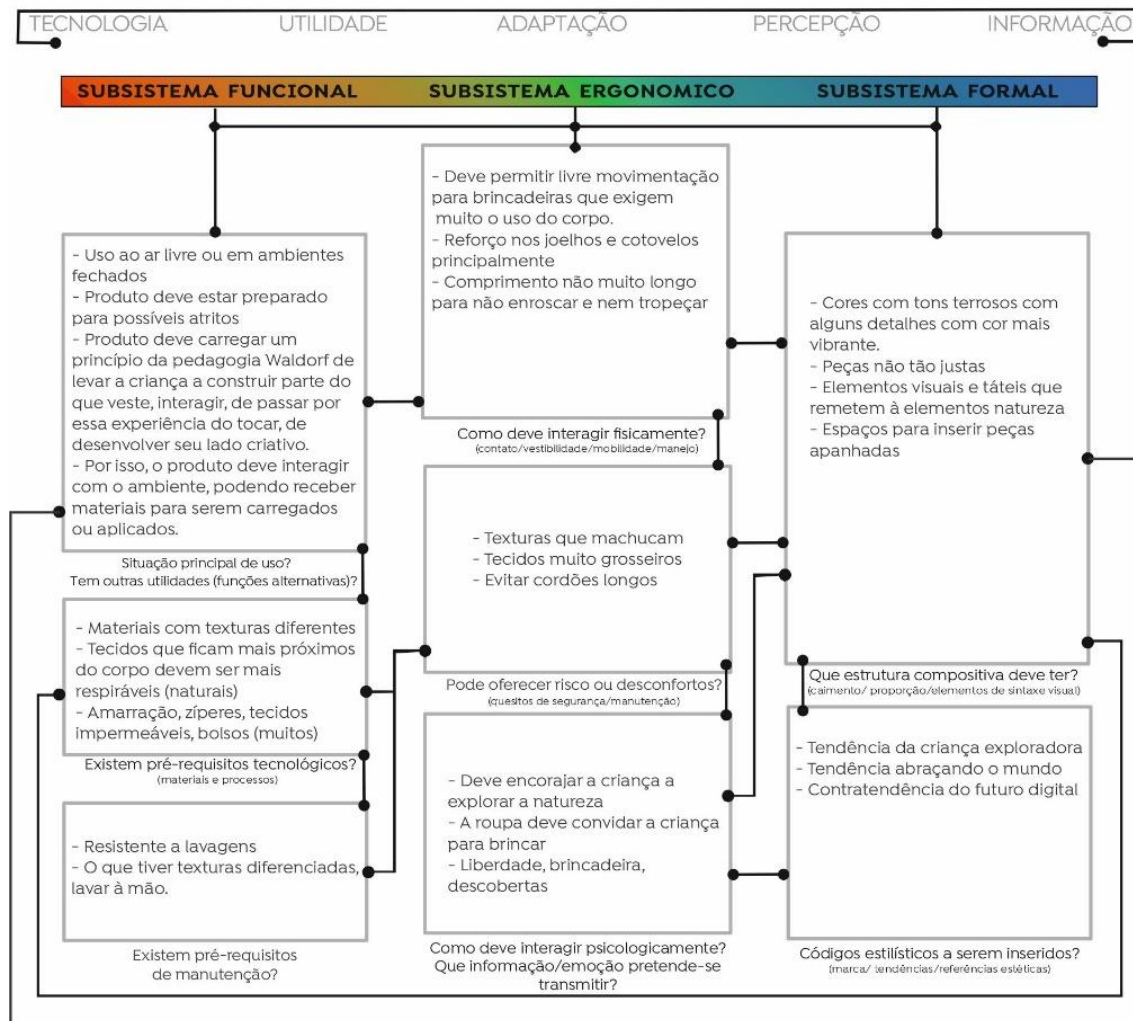 TECNOLOGIA UTILIDADE ADAPTAÇÃO PERCEPÇÃO INFORMAÇÃO
SUBSISTEMA FUNCIONAL SUBSISTEMA ERGONOMICO SUBSISTEMA FORMAL
- Uso ao ar livre ou em ambientes
fechados
- Produto deve estar preparado
para possíveis atritos
- Produto deve carregar um
princípio da pedagogia Waldorf de
levar a criança a construir parte do
que veste, interagir, de passar por
essa experiência do tocar, de
desenvolver seu lado criativo.
- Por isso, o produto deve interagir
com o ambiente, podendo receber
materiais para serem carregados
ou aplicados.
Situação principal de uso?
Tem outras utilidades (funções alternativas)?
- Materiais com texturas diferentes
- Tecidos que ficam mais próximos
do corpo devem ser mais
respiráveis (naturais)
- Amarração, zíperes, tecidos
impermeáveis, bolsos (muitos)
Existem pré-requisitos tecnológicos?
(materiais e processos)
- Resistente a lavagens
- O que tiver texturas diferenciadas,
lavar à mão.
Existem pré-requisitos
de manutenção?
- Deve permitir livre movimentação
para brincadeiras que exigem
muito o uso do corpo.
- Reforço nos joelhos e cotovelos
principalmente
- Comprimento não muito longo
para não enroscar e nem tropeçar
Como deve interagir fisicamente?
(contato/vestibilidade/mobilidade/manejo)
- Texturas que machucam
- Tecidos muito grosseiros
- Evitar cordões longos
Pode oferecer risco ou desconfortos?
(quesitos de segurança/manutenção)
- Deve encorajar a criança a
explorar a natureza
- A roupa deve convidar a criança
para brincar
- Liberdade, brincadeira,
descobertas
Como deve interagir psicologicamente?
Que informação/emoção pretende-se
transmitir?
- Cores com tons terrosos com
alguns detalhes com cor mais
vibrante.
- Peças não tão justas
- Elementos visuais e táteis que
remetem à elementos natureza
- Espaços para inserir peças
apanhadas
Que estrutura compositiva deve ter?
(caimento/ proporção/elementos de sintaxe visual)
- Tendência da criança exploradora
- Tendência abraçando o mundo
- Contratendência do futuro digital
Códigos estilísticos a serem inseridos?
(marca/ tendências/referências estéticas)